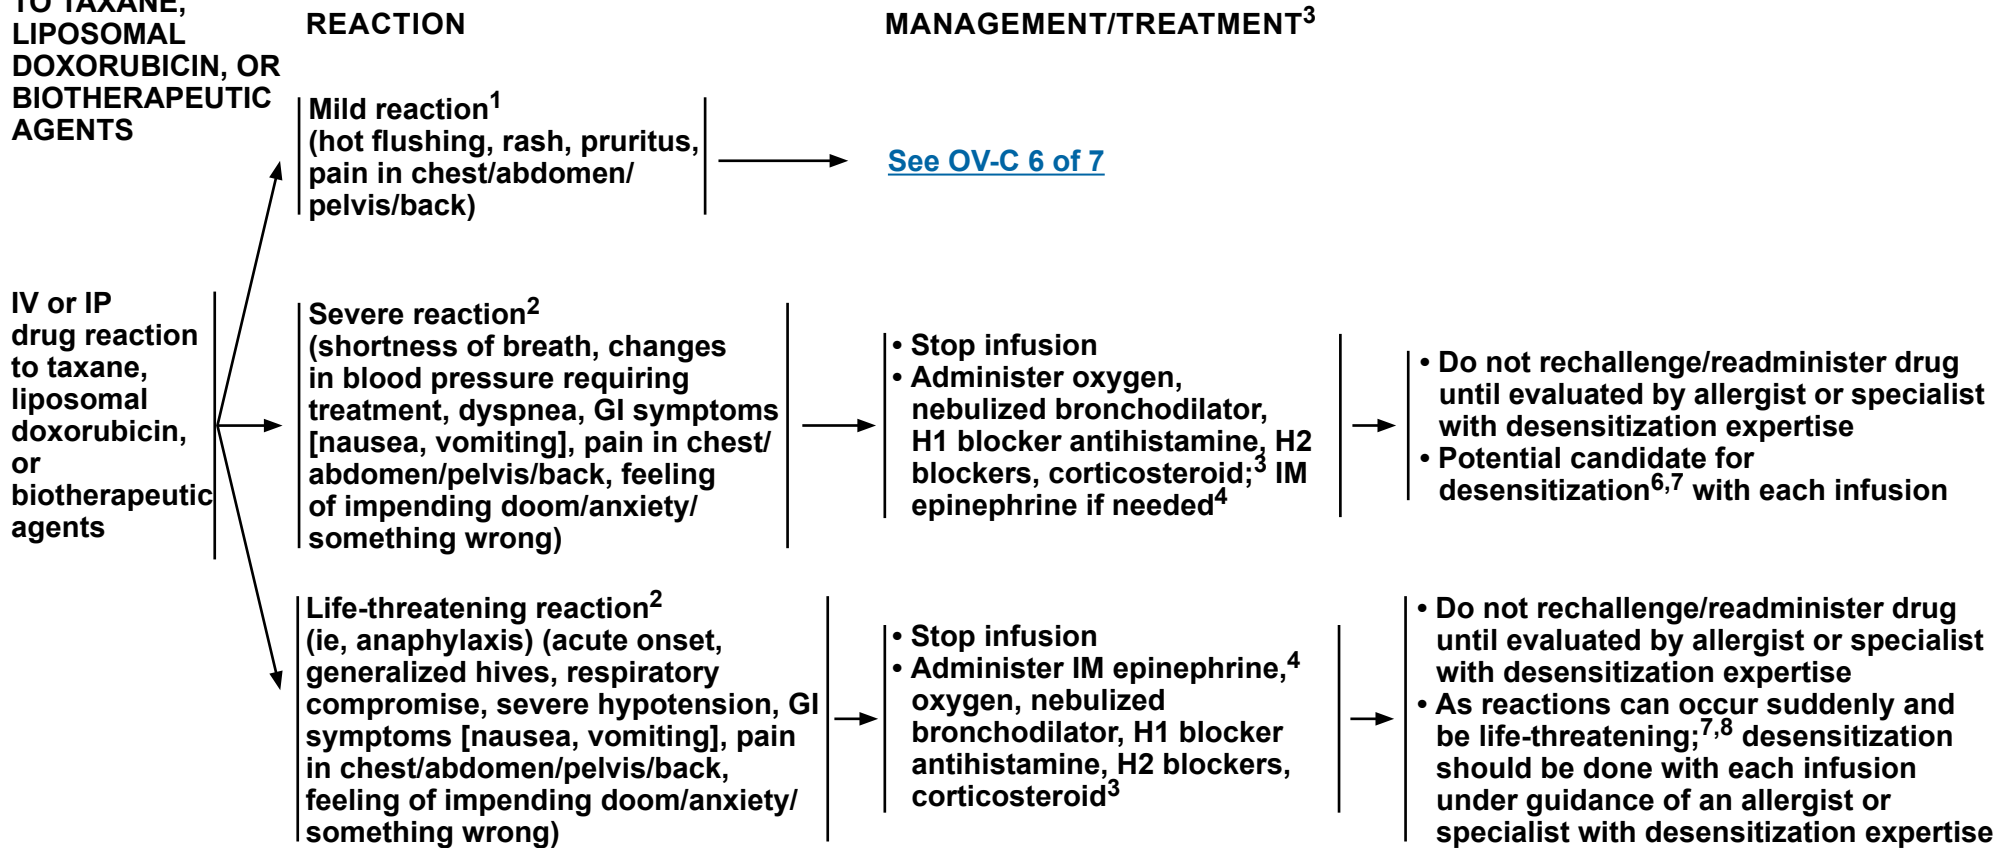 TO TAXANE,
LIPOSOMAL
DOXORUBICIN, OR
BIOTHERAPEUTIC
AGENTS
REACTION
MANAGEMENT/TREATMENT3
Mild reaction1
(hot flushing, rash, pruritus,
pain in chest/abdomen/
pelvis/back)
See OV-C 6 of 7
IV or IP
drug reaction
to taxane,
liposomal
doxorubicin,
or
biotherapeutic
agents
Severe reaction2
(shortness of breath, changes
in blood pressure requiring
treatment, dyspnea, GI symptoms
[nausea, vomiting], pain in chest/
abdomen/pelvis/back, feeling
of impending doom/anxiety/
something wrong)
• Stop infusion
• Administer oxygen,
nebulized bronchodilator,
H1 blocker antihistamine, H2
blockers, corticosteroid;3 IM
epinephrine if needed4
• Do not rechallenge/readminister drug
until evaluated by allergist or specialist
with desensitization expertise
• Potential candidate for
desensitization6,7 with each infusion
Life-threatening reaction2
(ie, anaphylaxis) (acute onset,
generalized hives, respiratory
compromise, severe hypotension, GI
symptoms [nausea, vomiting], pain
in chest/abdomen/pelvis/back,
feeling of impending doom/anxiety/
something wrong)
• Stop infusion
• Administer IM epinephrine,4
oxygen, nebulized
bronchodilator, H1 blocker
antihistamine, H2 blockers,
corticosteroid3
• Do not rechallenge/readminister drug
until evaluated by allergist or specialist
with desensitization expertise
• As reactions can occur suddenly and
be life-threatening;7,8 desensitization
should be done with each infusion
under guidance of an allergist or
specialist with desensitization expertise